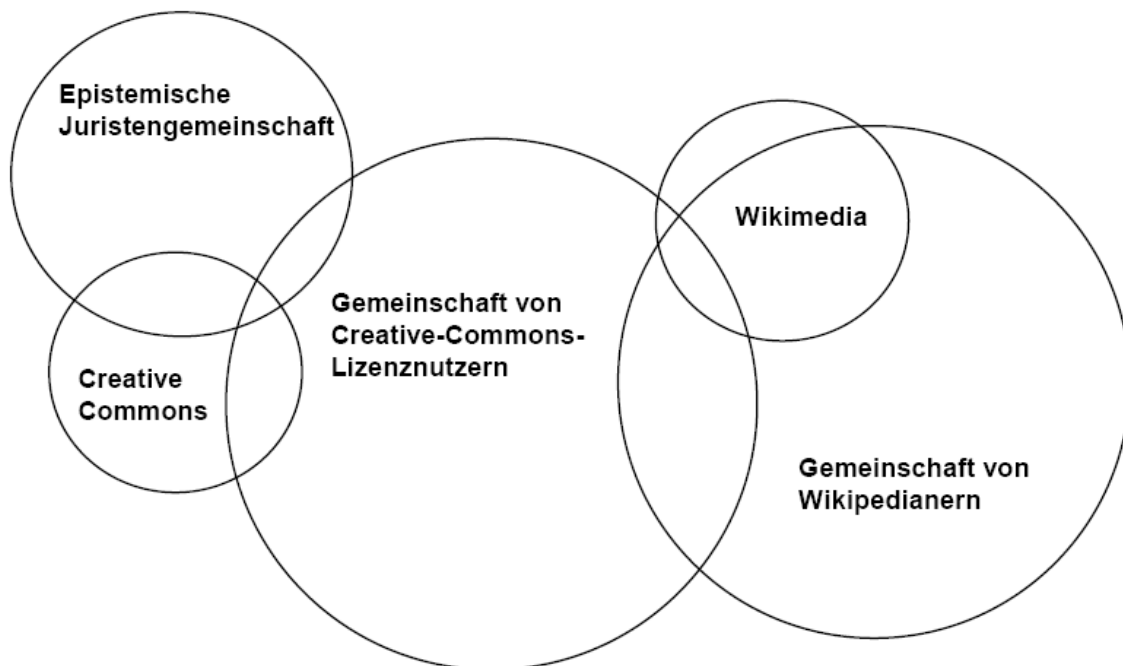 Epistemische
Juristengemeinschaft
Wikimedia
Gemeinschaft von
Creative-Commons-
Lizenznutzern
Creative
Commons
Gemeinschaft von
Wikipedianern